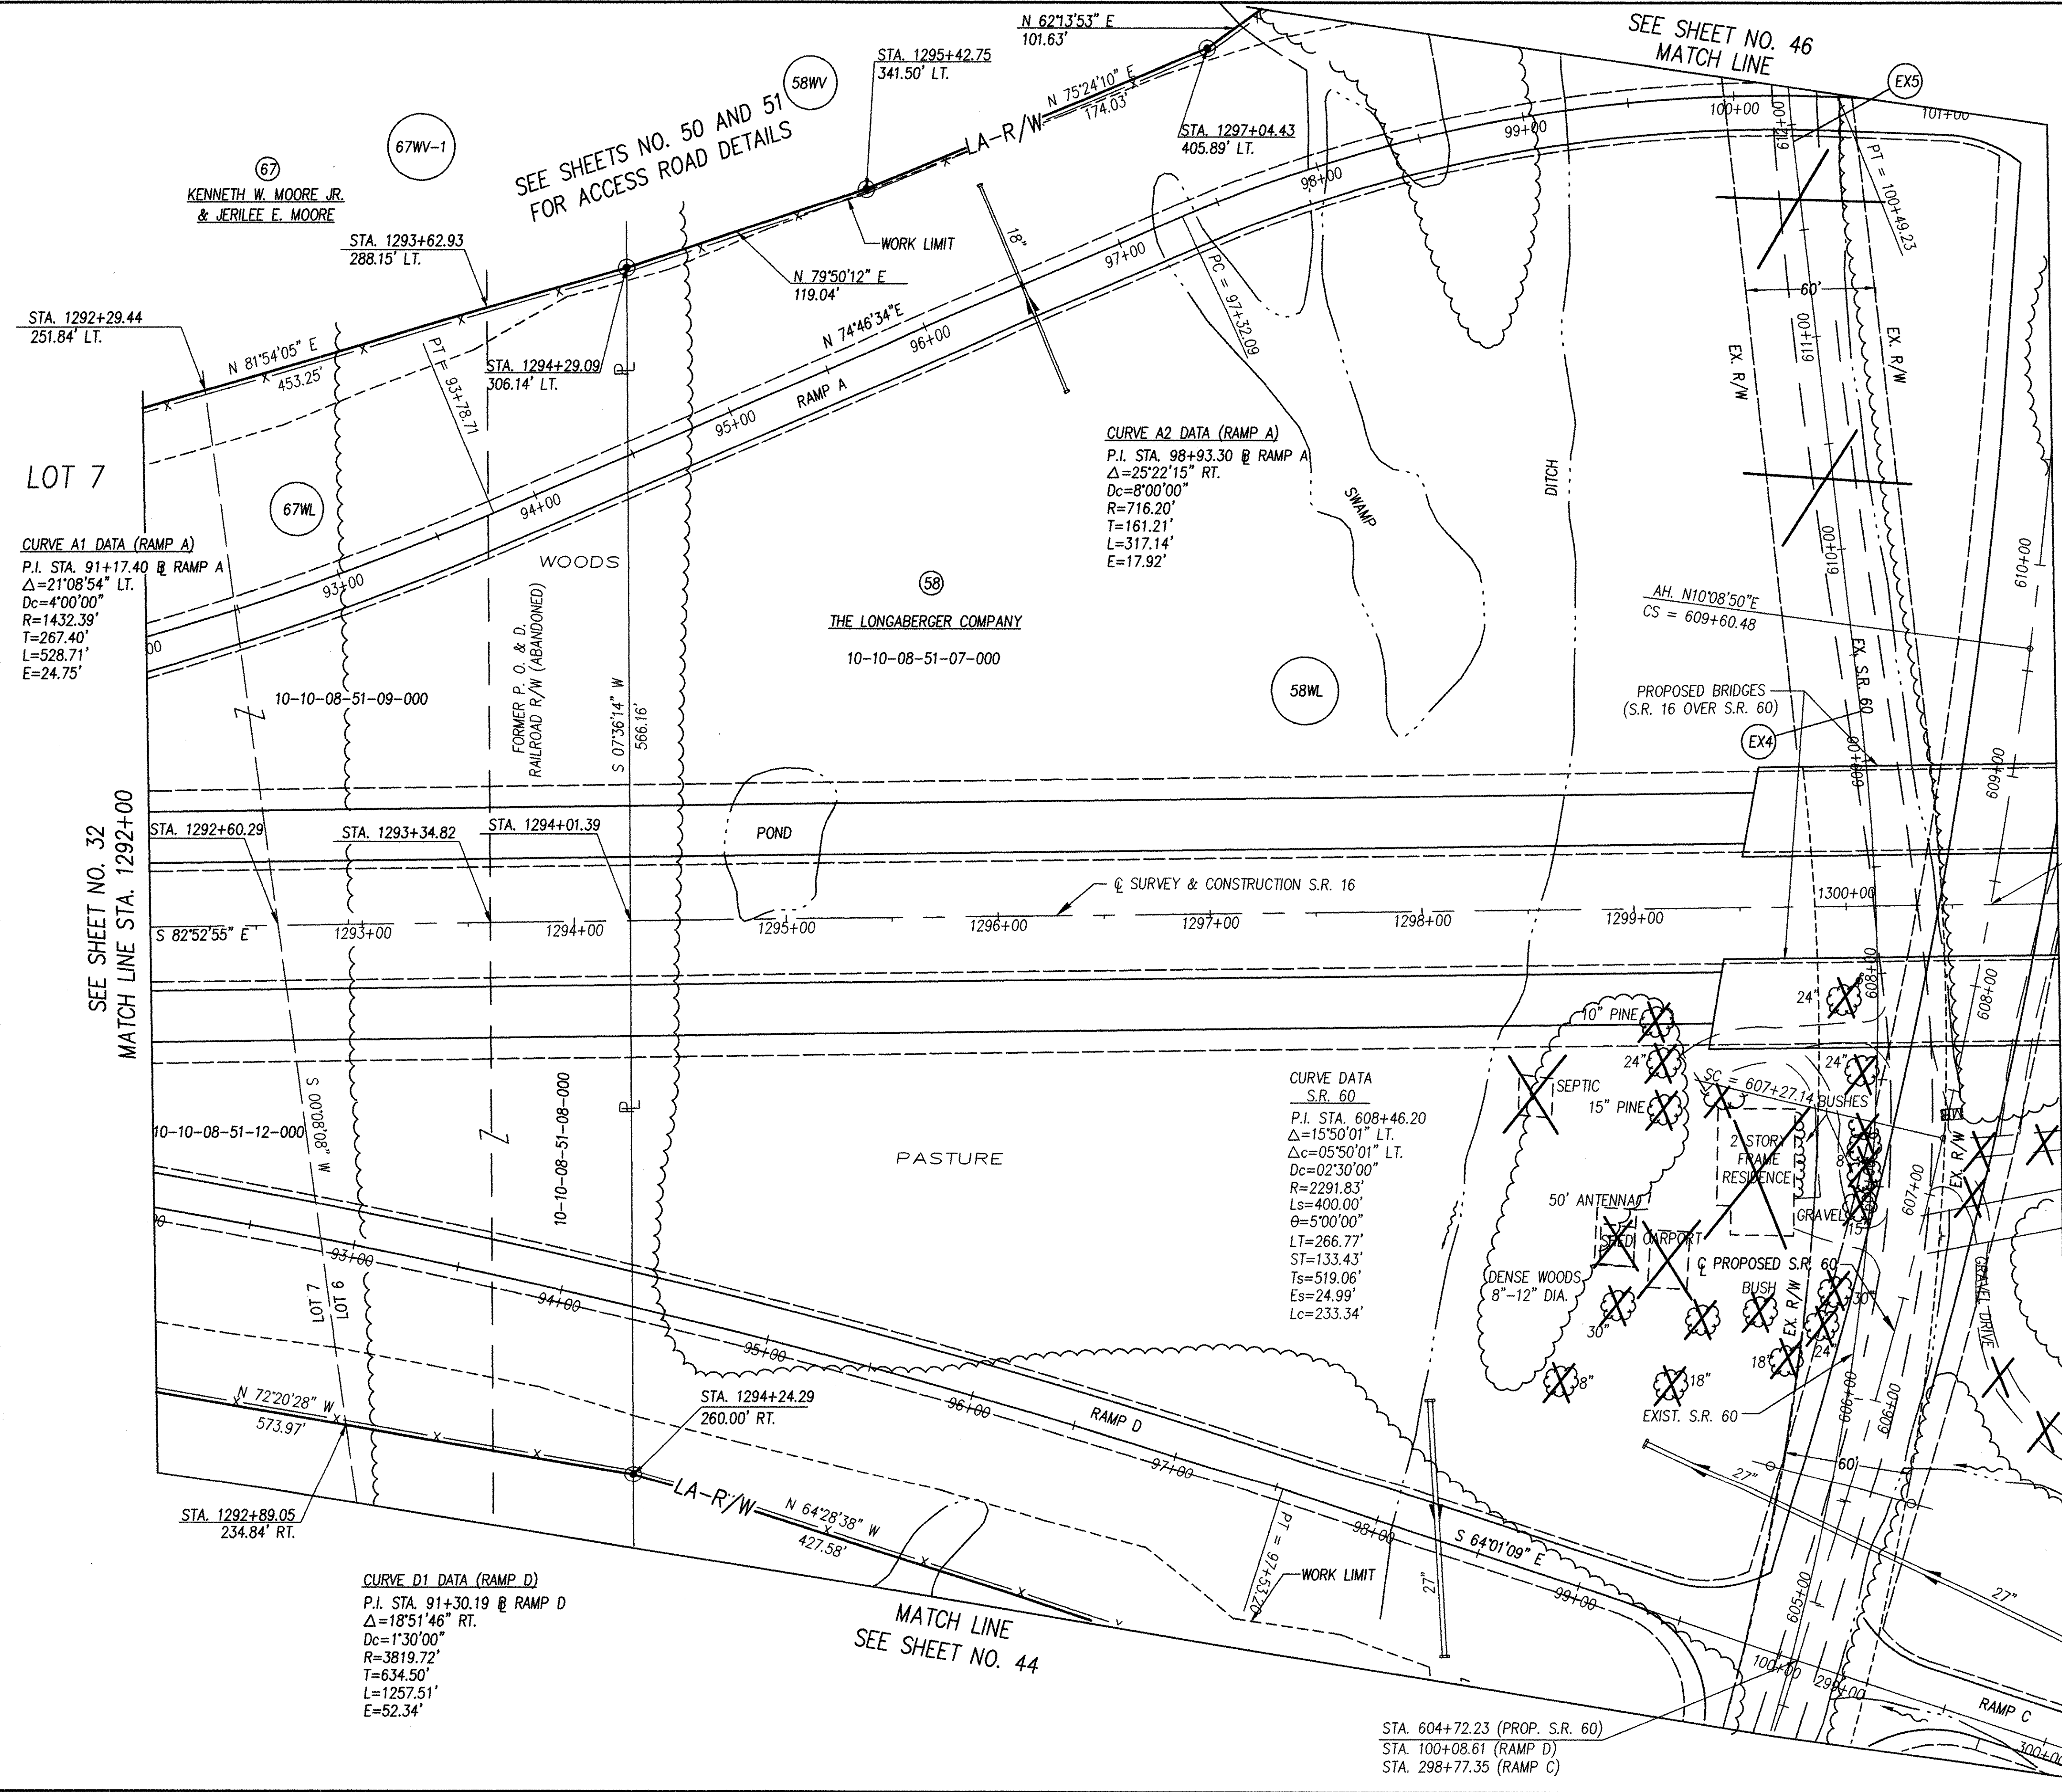 N 62°13'53" E
101.63'
STA. 1295+42.75
341.50' LT.
58WV
SEE SHEET NO. 46
MATCH LINE
EX5
67WV-1
SEE SHEETS NO. 50 AND 51
FOR ACCESS ROAD DETAILS
LA-R/W
N 75°24'10" E
174.03'
STA. 1297+04.43
405.89' LT.
99+00
100+00
101+00
612+00
PT = 100+49.23
67
KENNETH W. MOORE JR.
& JERILEE E. MOORE
STA. 1293+62.93
288.15' LT.
WORK LIMIT
N 79°50'12" E
119.04'
18"
97+00
98+00
PC = 97+32.09
60'
611+00
EX. R/W
EX. R/W
STA. 1292+29.44
251.84' LT.
N 81°54'05" E
453.25'
PT = 93+78.71
STA. 1294+29.09
306.14' LT.
N 74°46'34"E
96+00
RAMP A
95+00
LOT 7
67WL
94+00
93+00
00
CURVE A1 DATA (RAMP A)
P.I. STA. 91+17.40 ℄ RAMP A
Δ=21°08'54" LT.
Dc=4°00'00"
R=1432.39'
T=267.40'
L=528.71'
E=24.75'
WOODS
FORMER P. O. & D.
RAILROAD R/W (ABANDONED)
S 07°36'14" W
566.16'
CURVE A2 DATA (RAMP A)
P.I. STA. 98+93.30 ℄ RAMP A
Δ=25°22'15" RT.
Dc=8°00'00"
R=716.20'
T=161.21'
L=317.14'
E=17.92'
SWAMP
DITCH
58
THE LONGABERGER COMPANY
10-10-08-51-07-000
58WL
610+00
610+00
AH. N10°08'50"E
CS = 609+60.48
EX. S.R. 60
PROPOSED BRIDGES
(S.R. 16 OVER S.R. 60)
EX4
609+00
609+00
10-10-08-51-09-000
SEE SHEET NO. 32
MATCH LINE STA. 1292+00
STA. 1292+60.29
STA. 1293+34.82
STA. 1294+01.39
POND
℄ SURVEY & CONSTRUCTION S.R. 16
S 82°52'55" E
1293+00
1294+00
1295+00
1296+00
1297+00
1298+00
1299+00
1300+00
608+00
608+00
S 00°08'08" W
10-10-08-51-12-000
10-10-08-51-08-000
PASTURE
CURVE DATA
S.R. 60
P.I. STA. 608+46.20
Δ=15°50'01" LT.
Δc=05°50'01" LT.
Dc=02°30'00"
R=2291.83'
Ls=400.00'
θ=5°00'00"
LT=266.77'
ST=133.43'
Ts=519.06'
Es=24.99'
Lc=233.34'
10" PINE
24"
24"
15" PINE
SEPTIC
SC = 607+27.14
BUSHES
24"
2 STORY
FRAME
RESIDENCE
8"
GRAVEL
15"
50' ANTENNA
SHED
CARPORT
DENSE WOODS
8"-12" DIA.
℄ PROPOSED S.R. 60
BUSH
30"
30"
24"
18"
8"
18"
EX. R/W
EX. R/W
MB
607+00
GRAVEL DRIVE
EXIST. S.R. 60
606+00
606+00
60'
27"
27"
27"
605+00
93+00
94+00
95+00
96+00
97+00
98+00
99+00
100+00
299+00
300+00
LOT 7
LOT 6
RAMP D
N 72°20'28" W
573.97'
STA. 1294+24.29
260.00' RT.
LA-R/W
N 64°28'38" W
427.58'
S 64°01'09" E
PT = 97+53.20
WORK LIMIT
STA. 1292+89.05
234.84' RT.
CURVE D1 DATA (RAMP D)
P.I. STA. 91+30.19 ℄ RAMP D
Δ=18°51'46" RT.
Dc=1°30'00"
R=3819.72'
T=634.50'
L=1257.51'
E=52.34'
MATCH LINE
SEE SHEET NO. 44
RAMP C
STA. 604+72.23 (PROP. S.R. 60)
STA. 100+08.61 (RAMP D)
STA. 298+77.35 (RAMP C)